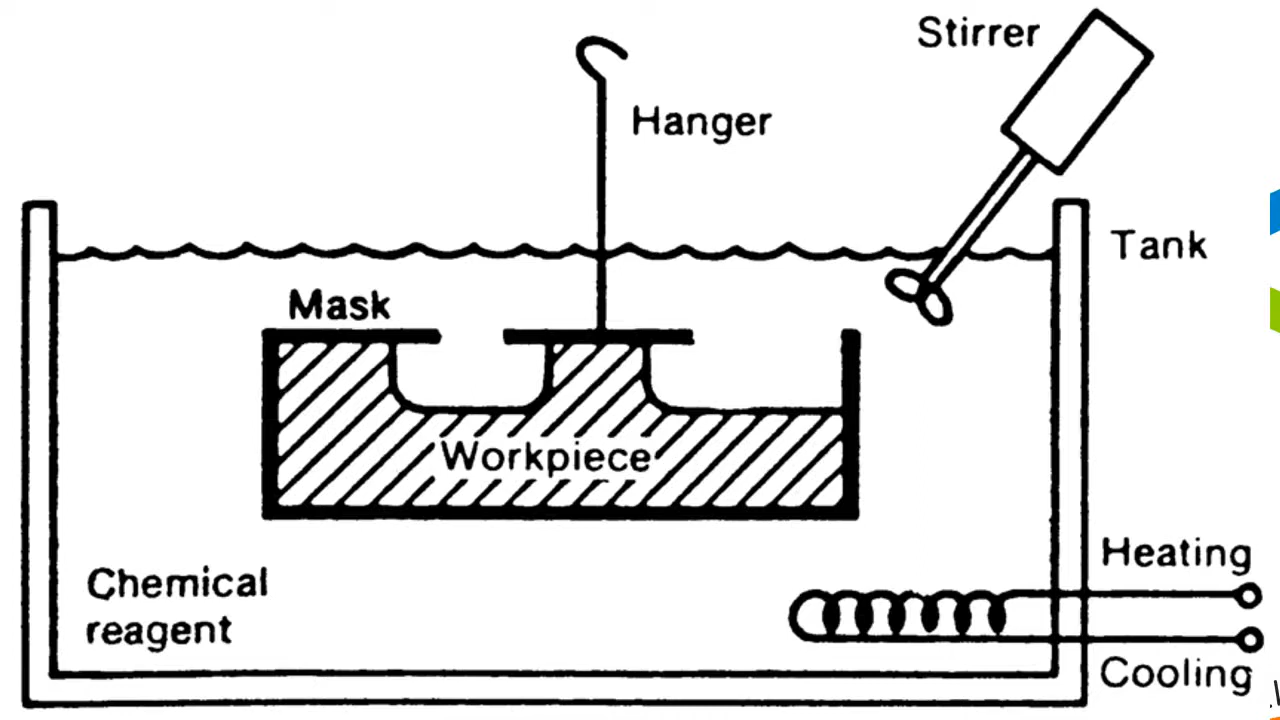 Stirrer
Hanger
Tank
Mask
Workpiece
Heating
Chemical
reagent
Cooling